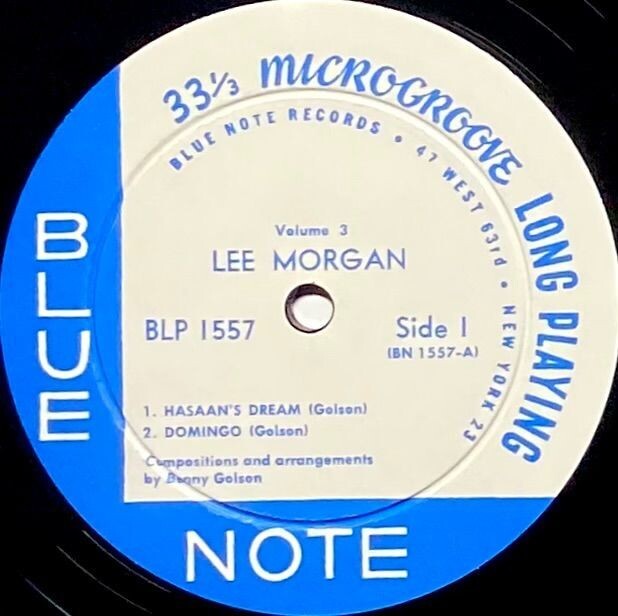 33⅓ MICROGROOVE LONG PLAYING
BLUE NOTE RECORDS • 47 WEST 63rd • NEW YORK 23
Volume 3
LEE MORGAN
BLP 1557
Side 1
(BN 1557-A)
1. HASAAN'S DREAM (Golson)
2. DOMINGO (Golson)
Compositions and arrangements
by Benny Golson
BLUE
NOTE